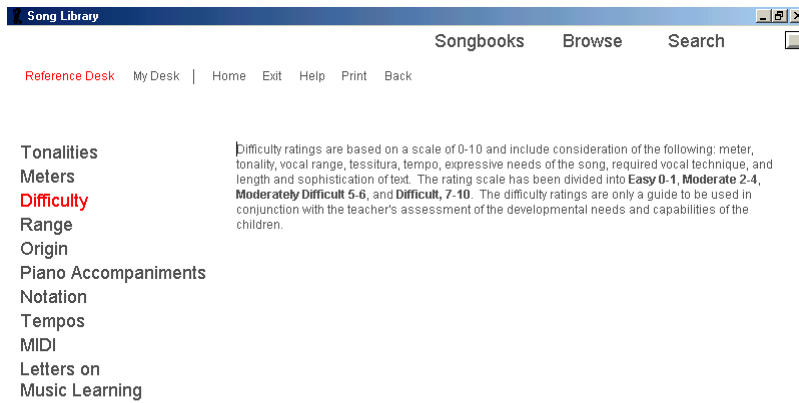 Song Library
Songbooks Browse Search
Reference Desk My Desk | Home Exit Help Print Back
Tonalities
Meters
Difficulty
Range
Origin
Piano Accompaniments
Notation
Tempos
MIDI
Letters on
Music Learning
Difficulty ratings are based on a scale of 0-10 and include consideration of the following: meter,
tonality, vocal range, tessitura, tempo, expressive needs of the song, required vocal technique, and
length and sophistication of text. The rating scale has been divided into Easy 0-1, Moderate 2-4,
Moderately Difficult 5-6, and Difficult, 7-10. The difficulty ratings are only a guide to be used in
conjunction with the teacher's assessment of the developmental needs and capabilities of the
children.